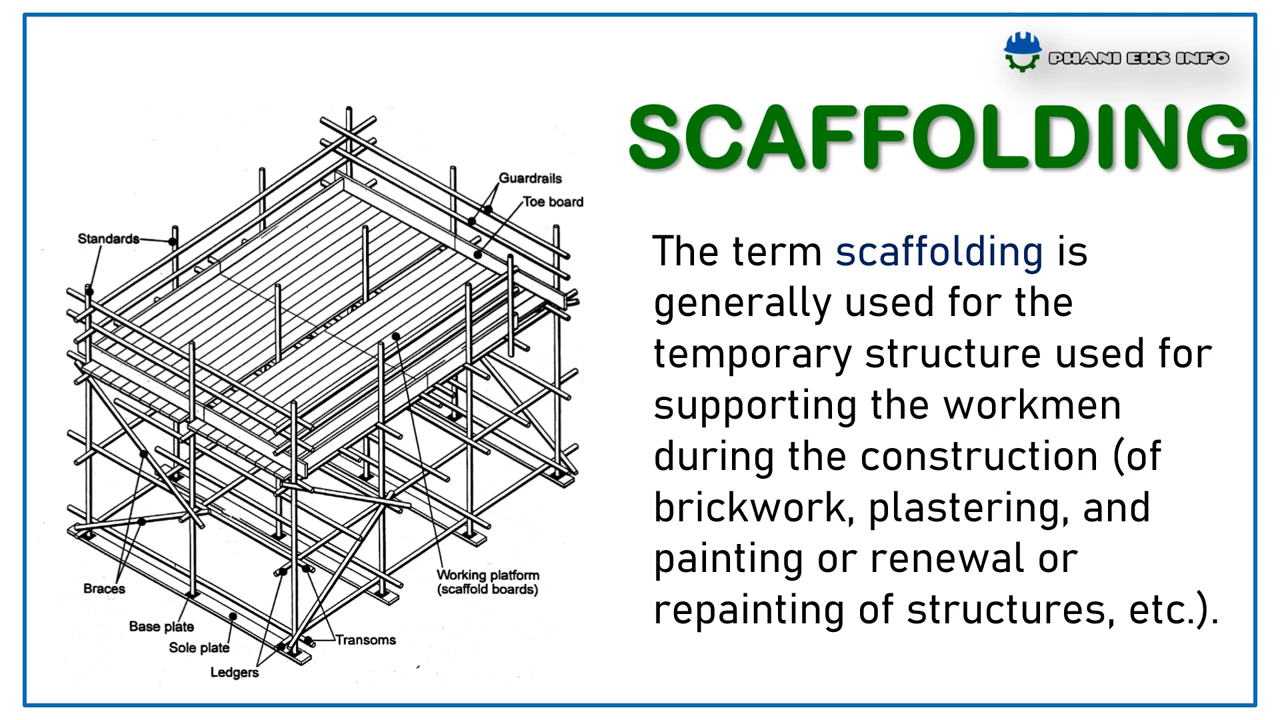 PHANI EHS INFO
SCAFFOLDING
Guardrails
Toe board
Standards
Working platform
(scaffold boards)
Braces
Base plate
Sole plate
Transoms
Ledgers
The term scaffolding is
generally used for the
temporary structure used for
supporting the workmen
during the construction (of
brickwork, plastering, and
painting or renewal or
repainting of structures, etc.).